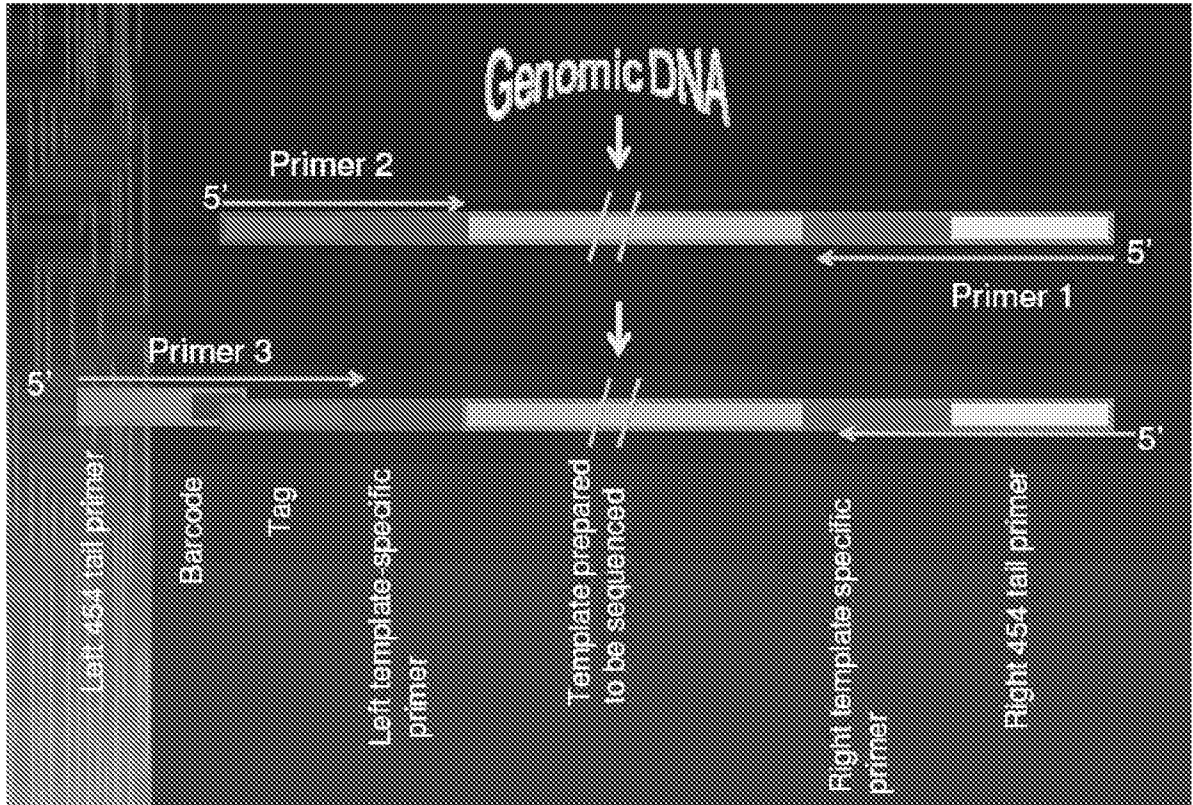 Genomic DNA
Primer 2
5'
5'
Primer 1
Primer 3
5'
5'
Left 454 tail primer
Barcode
Tag
Left template-specific
primer
Template prepared
to be sequenced
Right template specific
primer
Right 454 tail primer